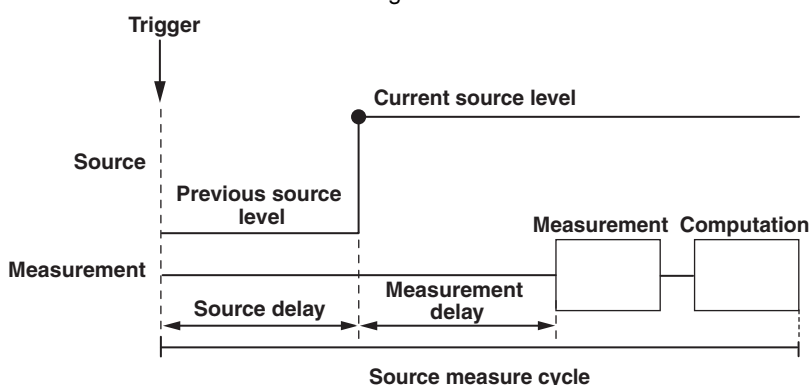 Trigger
Current source level
Source
Previous source
level
Measurement Computation
Measurement
Source delay
Measurement
delay
Source measure cycle